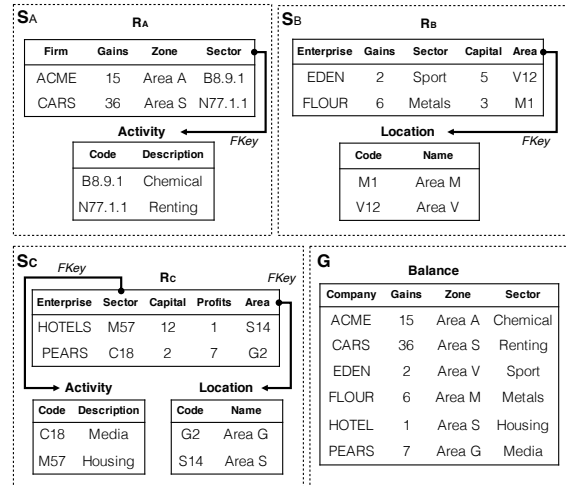 SA
RA
Firm Gains Zone Sector
ACME 15 Area A B8.9.1
CARS 36 Area S N77.1.1
FKey
Activity
Code Description
B8.9.1 Chemical
N77.1.1 Renting
SB
RB
Enterprise Gains Sector Capital Area
EDEN 2 Sport 5 V12
FLOUR 6 Metals 3 M1
FKey
Location
Code Name
M1 Area M
V12 Area V
SC
FKey
RC
FKey
Enterprise Sector Capital Profits Area
HOTELS M57 12 1 S14
PEARS C18 2 7 G2
Activity
Code Description
C18 Media
M57 Housing
Location
Code Name
G2 Area G
S14 Area S
G
Balance
Company Gains Zone Sector
ACME 15 Area A Chemical
CARS 36 Area S Renting
EDEN 2 Area V Sport
FLOUR 6 Area M Metals
HOTEL 1 Area S Housing
PEARS 7 Area G Media